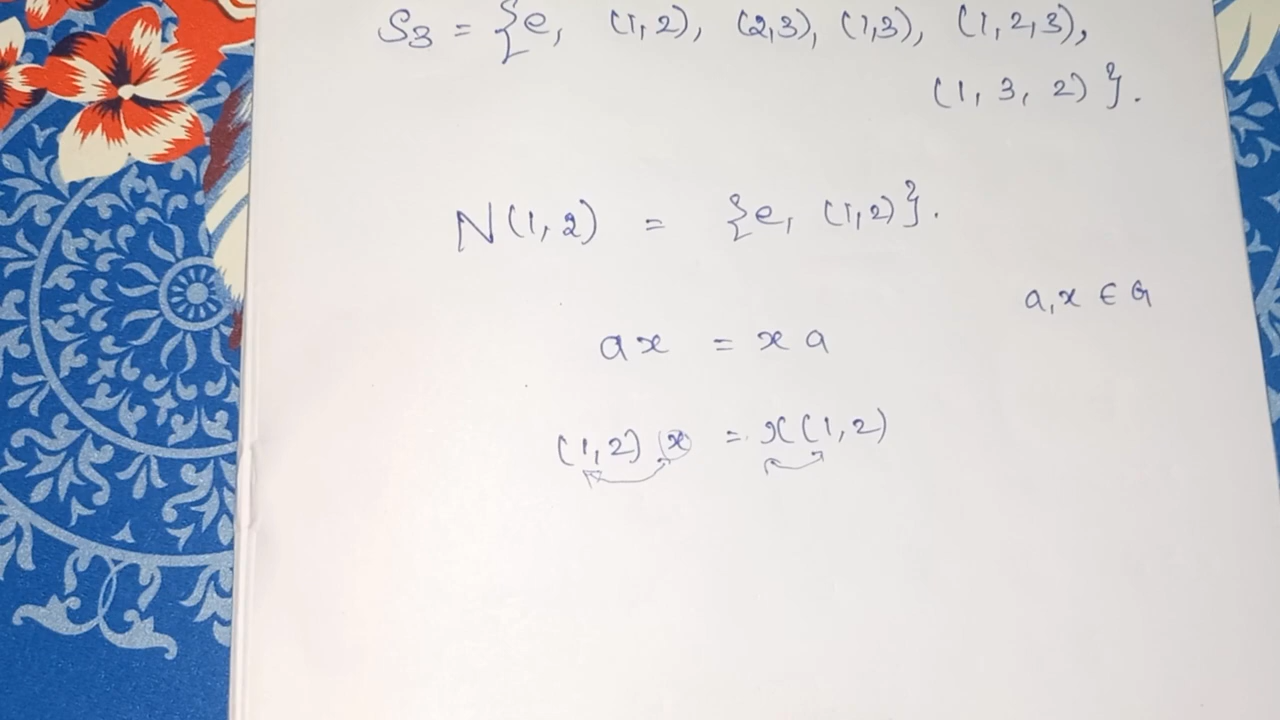 S3 = {e, (1,2), (2,3), (1,3), (1,2,3),
(1, 3, 2) }.
N(1,2) = {e, (1,2)}.
a,x ∈ G
ax = xa
(1,2) x = x(1,2)